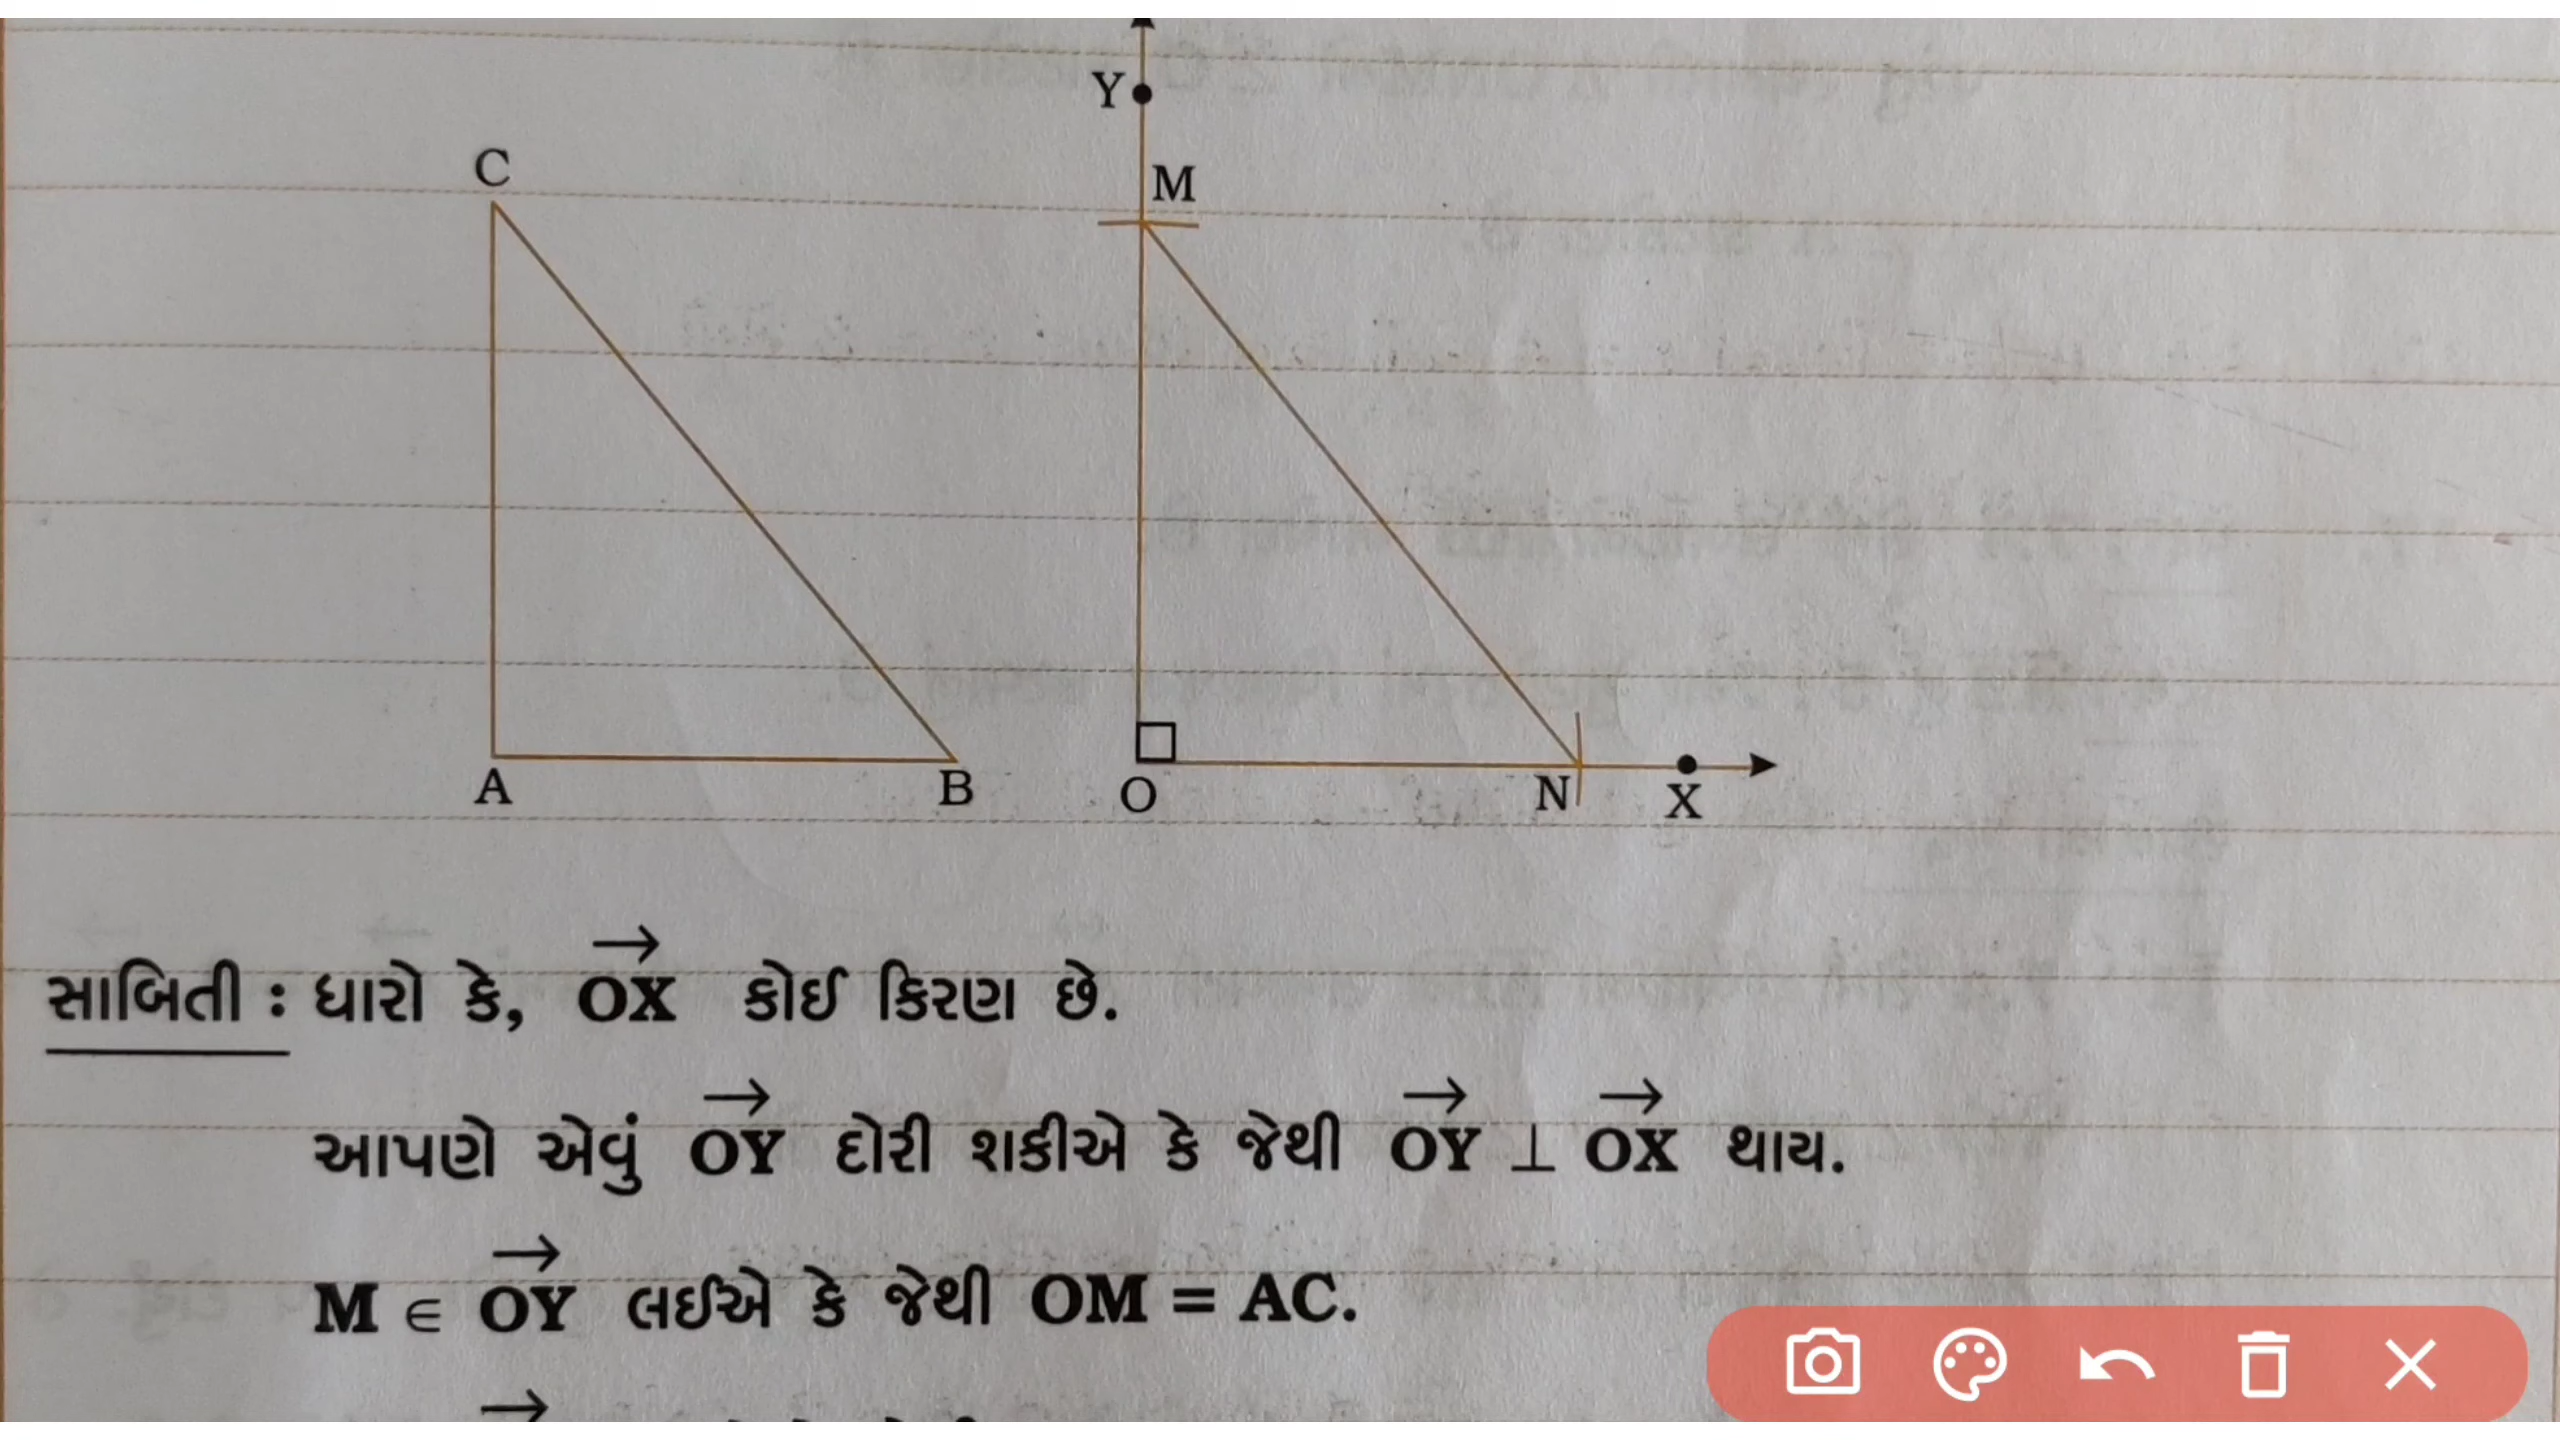 Y
C
M
A
B
O
N
X
સાબિતી : ધારો કે, OX કોઈ કિરણ છે.
આપણે એવું OY દોરી શકીએ કે જેથી OY ⊥ OX થાય.
M ∈ OY લઈએ કે જેથી OM = AC.